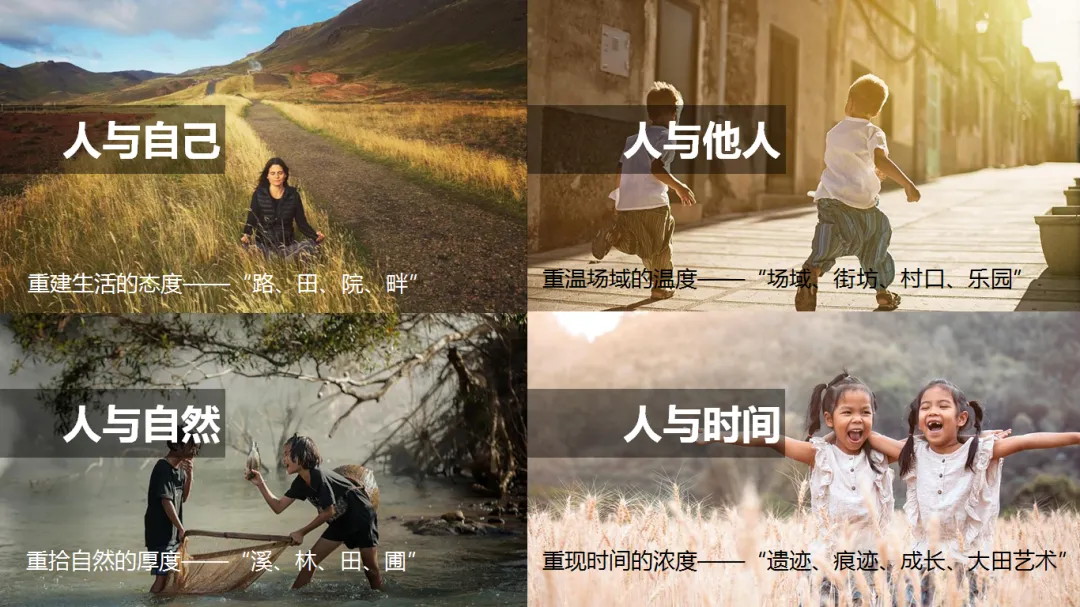 人与自己
重建生活的态度——“路、田、院、畔”
人与他人
重温场域的温度——“场域、街坊、村口、乐园”
人与自然
重拾自然的厚度——“溪、林、田、圃”
人与时间
重现时间的浓度——“遗迹、痕迹、成长、大田艺术”